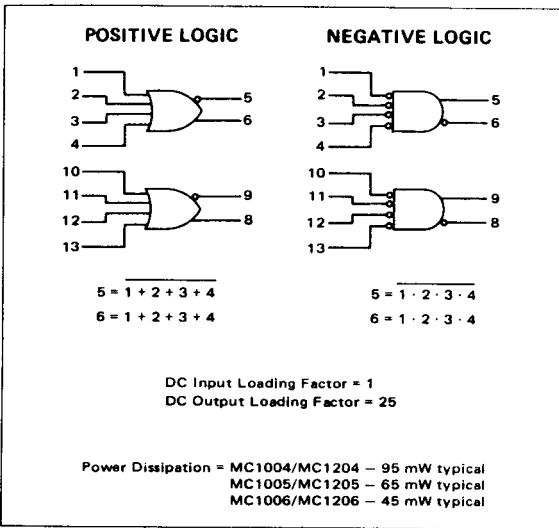 POSITIVE LOGIC
1
2
3
4
5
6
10
11
12
13
9
8
5 = 1 + 2 + 3 + 4
6 = 1 + 2 + 3 + 4
NEGATIVE LOGIC
1
2
3
4
5
6
10
11
12
13
9
8
5 = 1 · 2 · 3 · 4
6 = 1 · 2 · 3 · 4
DC Input Loading Factor = 1
DC Output Loading Factor = 25
Power Dissipation = MC1004/MC1204 – 95 mW typical
MC1005/MC1205 – 65 mW typical
MC1006/MC1206 – 45 mW typical